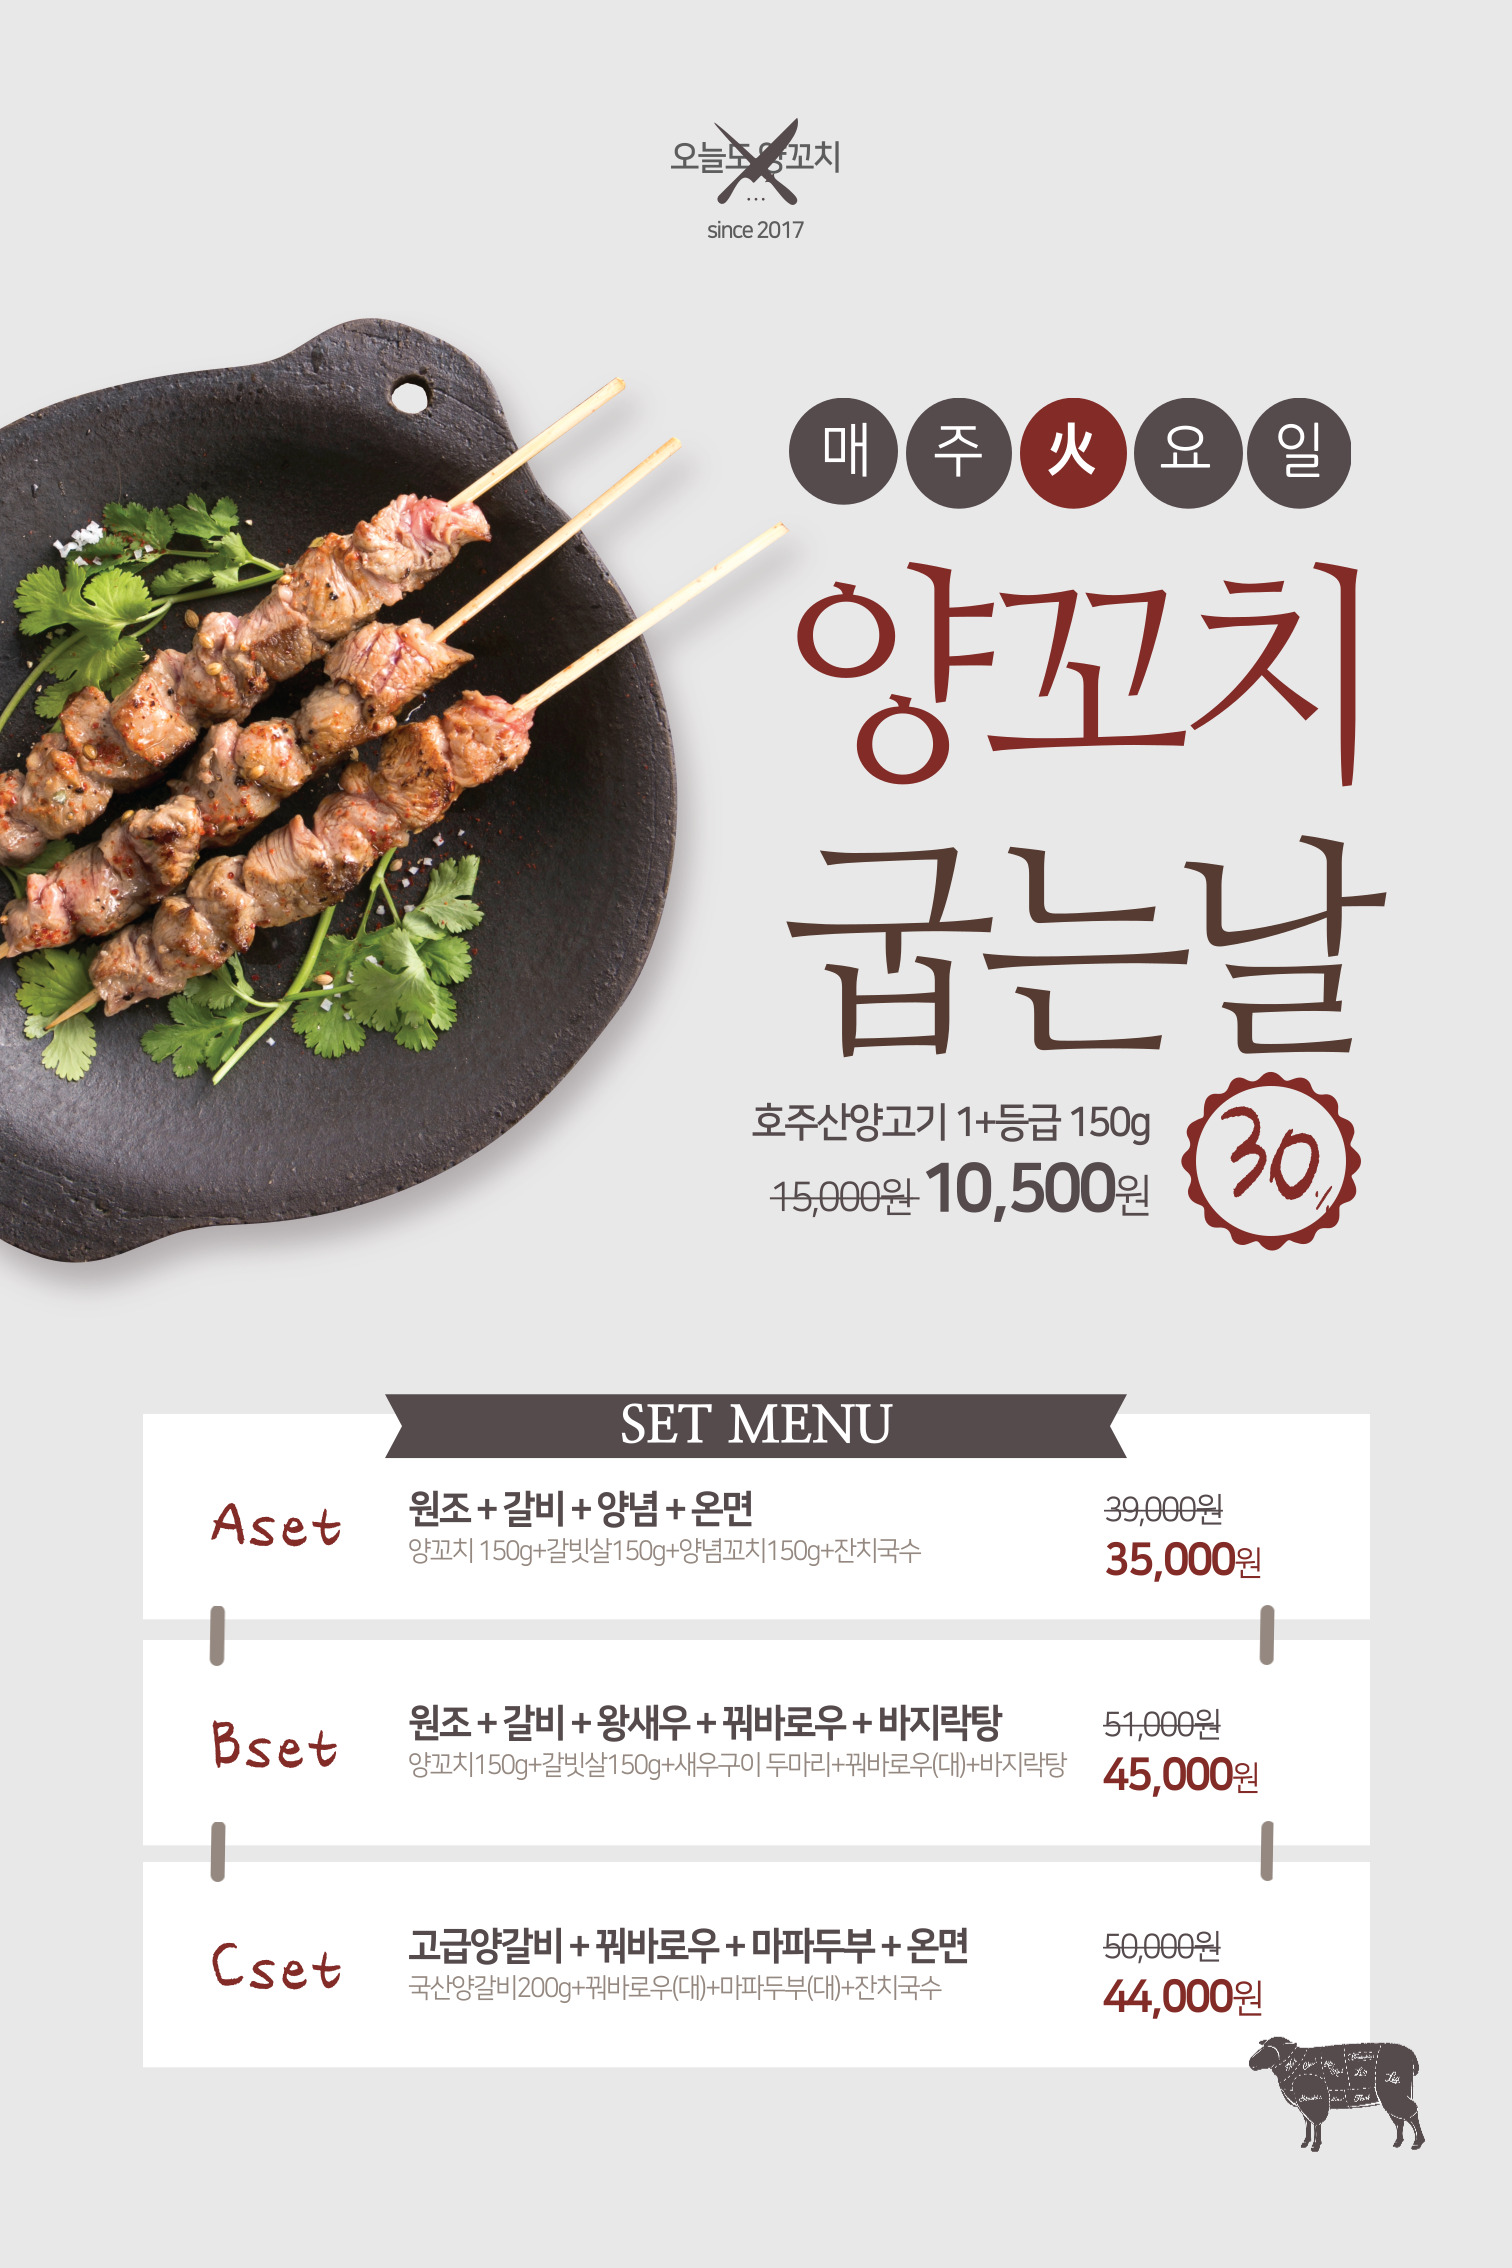 오늘도 양꼬치
since 2017
매주火요일
양꼬치
굽는날
호주산양고기 1+등급 150g
15,000원 10,500원
30%
SET MENU
Aset
원조 + 갈비 + 양념 + 온면
양꼬치 150g+갈빗살150g+양념꼬치150g+잔치국수
39,000원
35,000원
Bset
원조 + 갈비 + 왕새우 + 꿔바로우 + 바지락탕
양꼬치150g+갈빗살150g+새우구이 두마리+꿔바로우(대)+바지락탕
51,000원
45,000원
Cset
고급양갈비 + 꿔바로우 + 마파두부 + 온면
국산양갈비200g+꿔바로우(대)+마파두부(대)+잔치국수
50,000원
44,000원
Leg